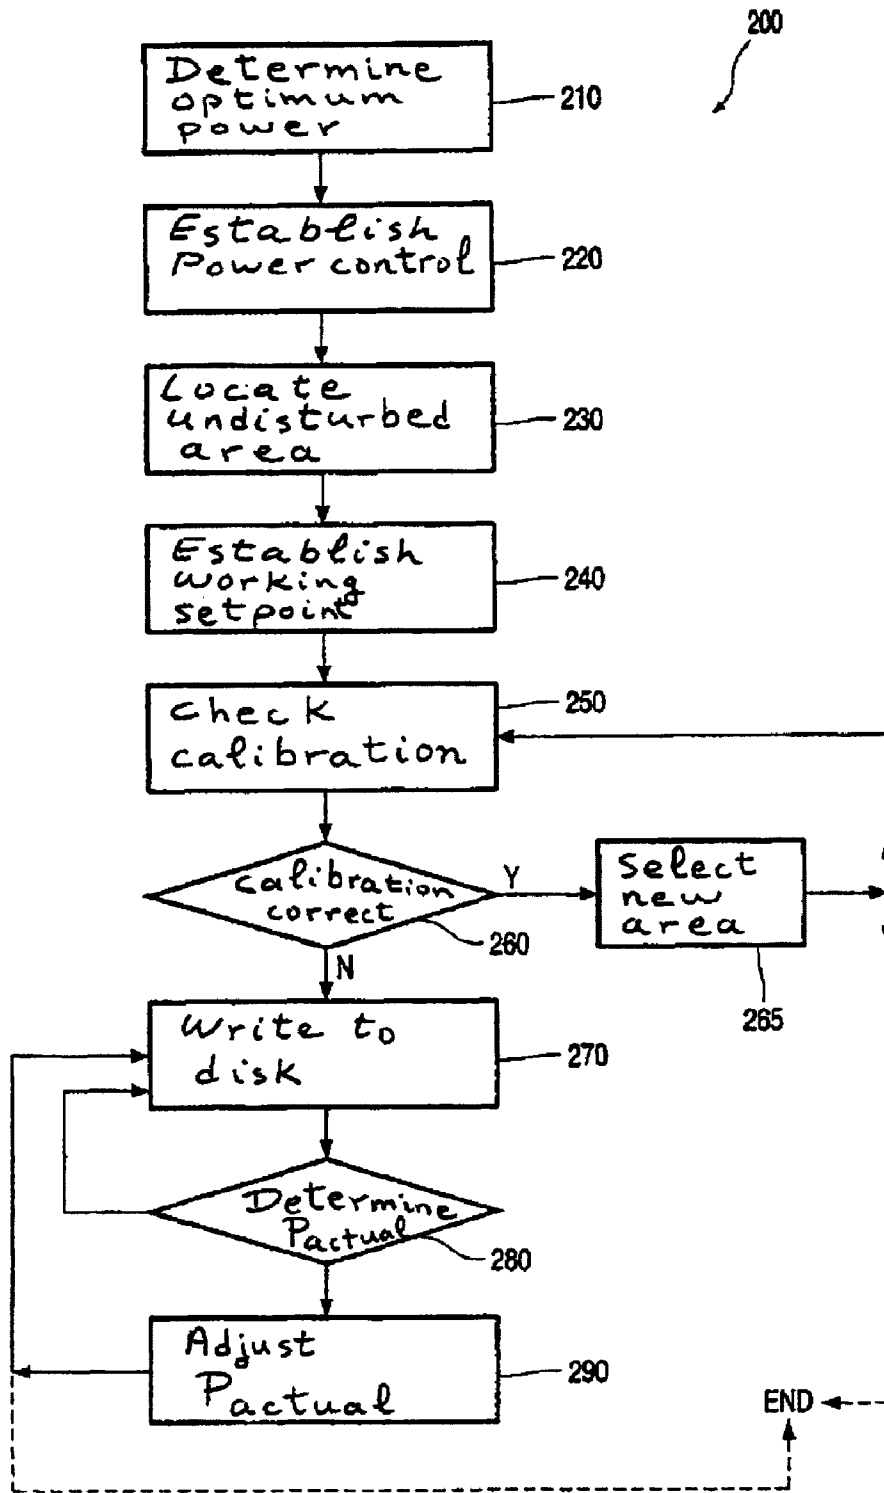 200
Determine
optimum
power
210
Establish
Power control
220
Locate
undisturbed
area
230
Establish
working
setpoint
240
check
calibration
250
calibration
correct
260
Y
N
Select
new
area
265
Write to
disk
270
Determine
Pactual
280
Adjust
Pactual
290
END